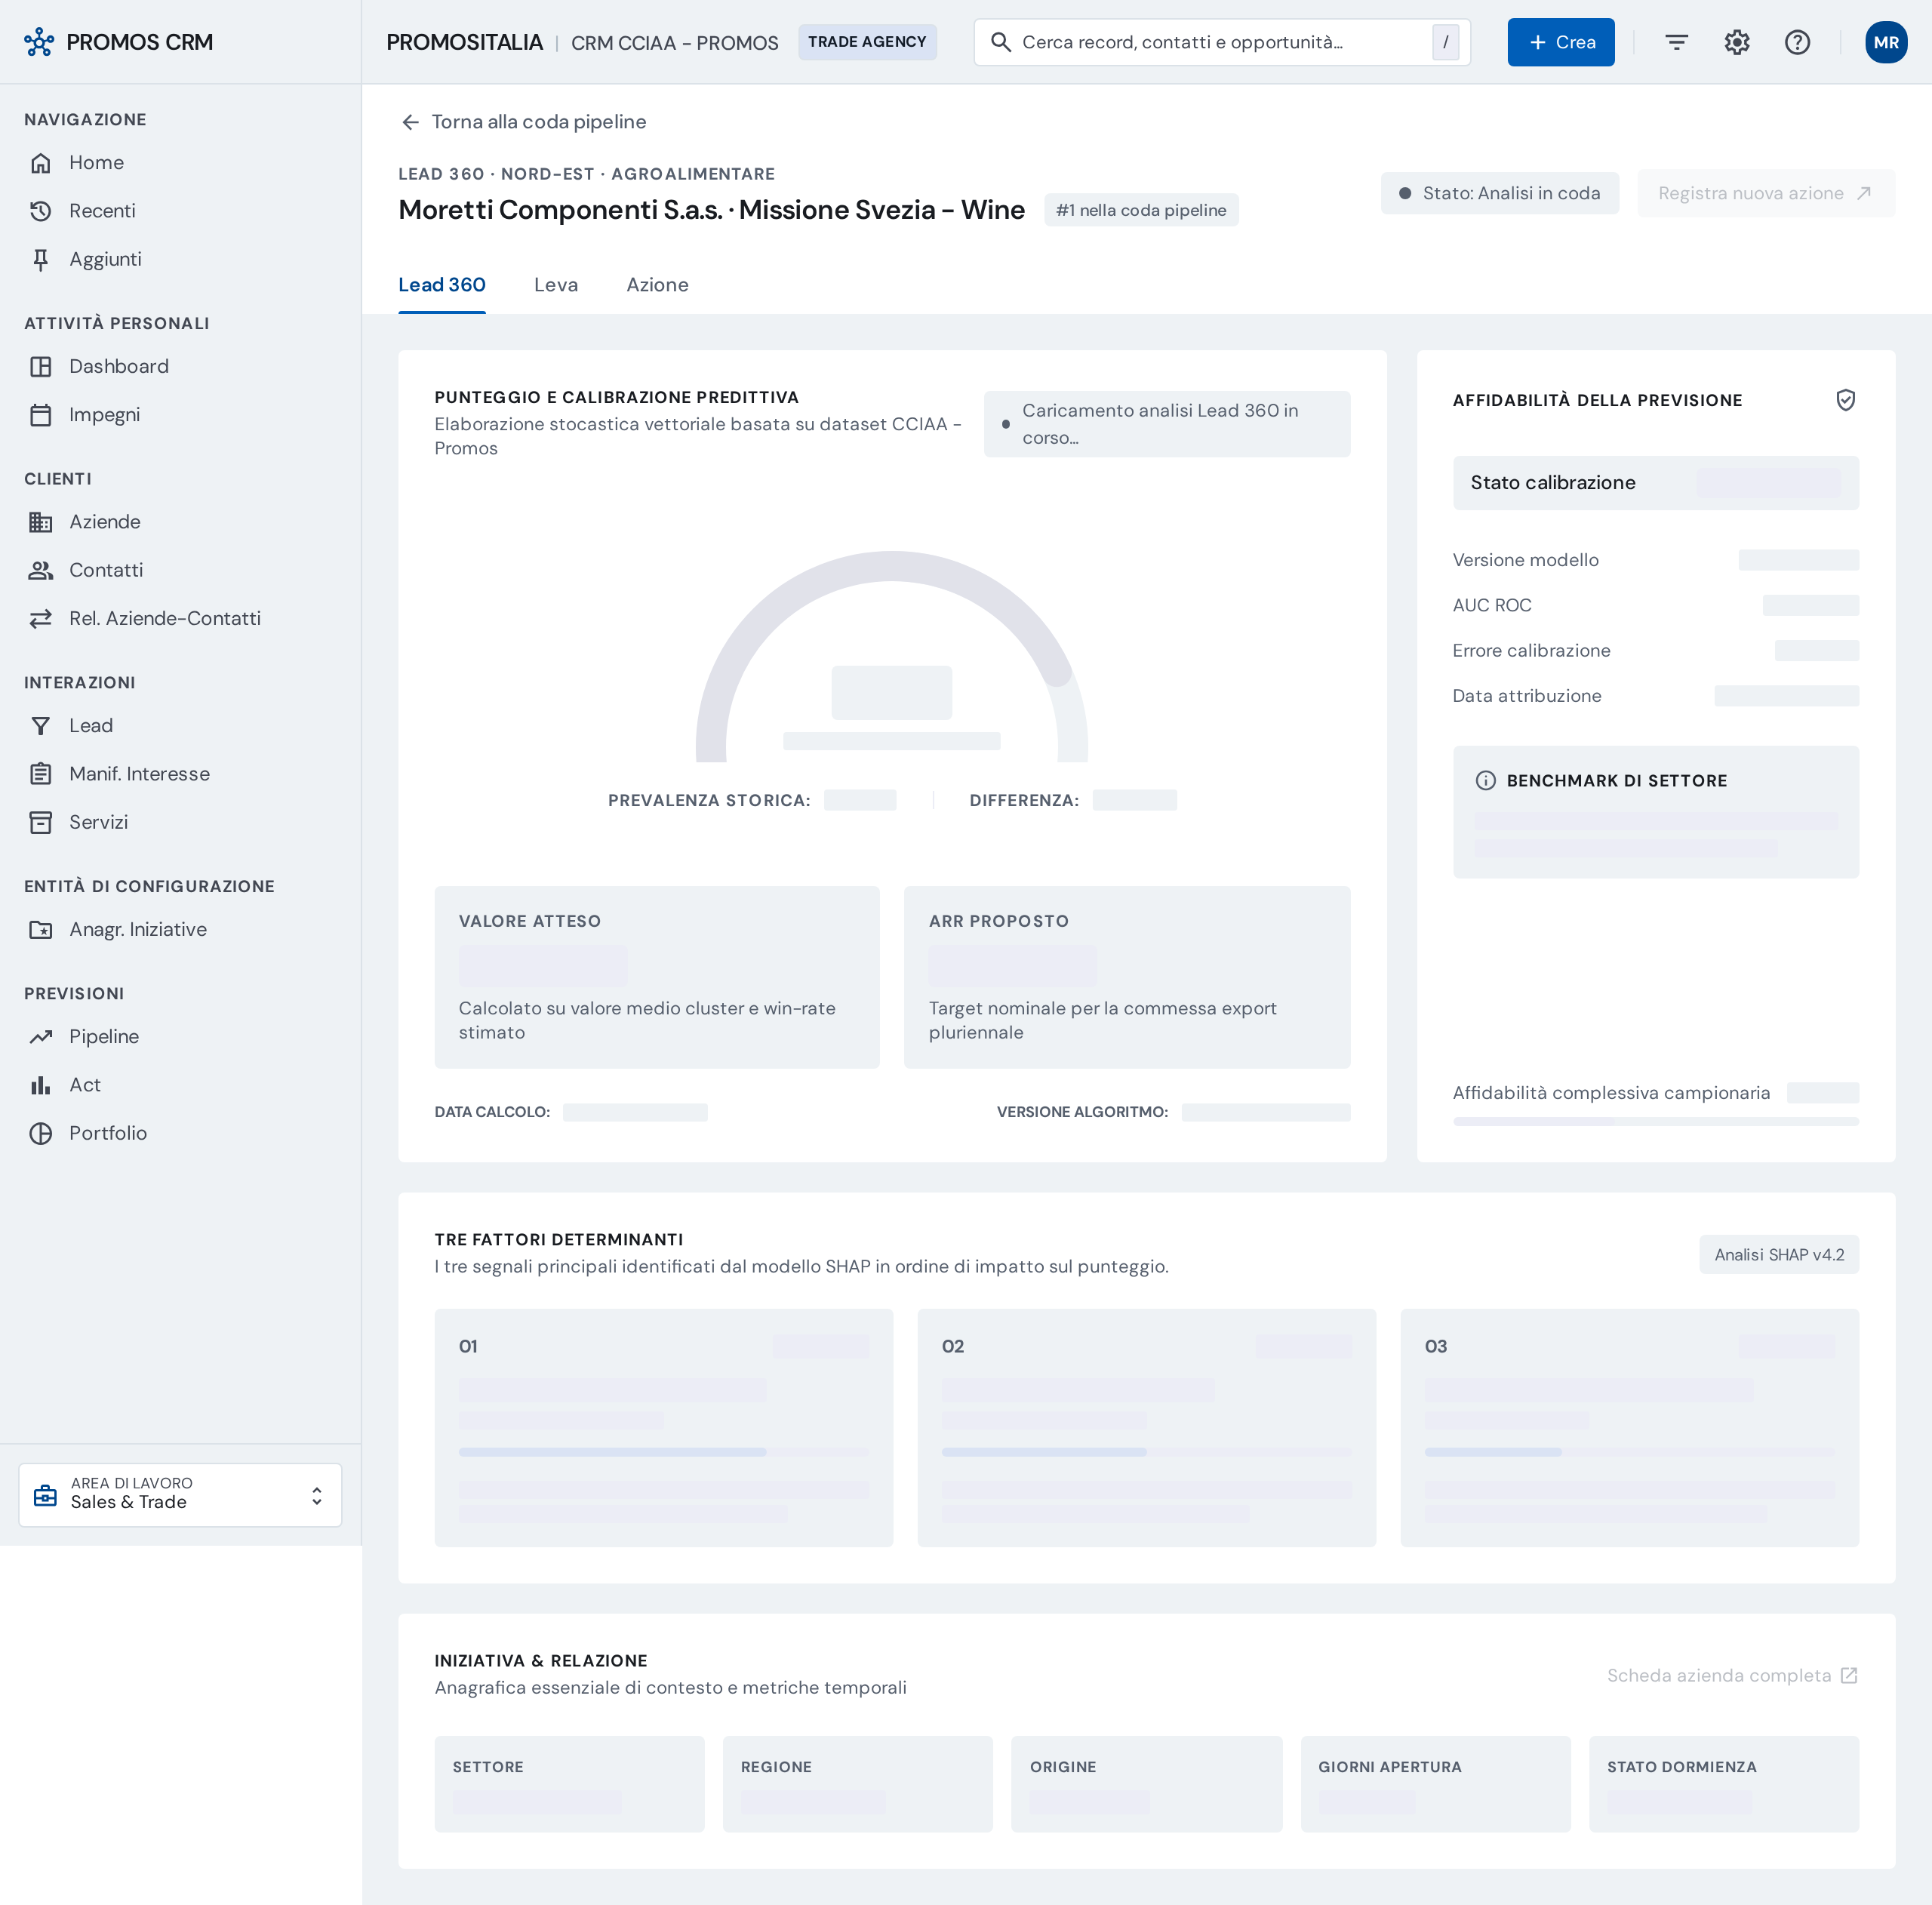 PROMOS CRM
PROMOSITALIA | CRM CCIAA - PROMOS TRADE AGENCY
Cerca record, contatti e opportunità... /
+ Crea
MR
NAVIGAZIONE
Home
Recenti
Aggiunti
ATTIVITÀ PERSONALI
Dashboard
Impegni
CLIENTI
Aziende
Contatti
Rel. Aziende-Contatti
INTERAZIONI
Lead
Manif. Interesse
Servizi
ENTITÀ DI CONFIGURAZIONE
Anagr. Iniziative
PREVISIONI
Pipeline
Act
Portfolio
AREA DI LAVORO
Sales & Trade
Torna alla coda pipeline
LEAD 360 · NORD-EST · AGROALIMENTARE
Moretti Componenti S.a.s. · Missione Svezia - Wine
#1 nella coda pipeline
Stato: Analisi in coda
Registra nuova azione
Lead 360
Leva
Azione
PUNTEGGIO E CALIBRAZIONE PREDITTIVA
Elaborazione stocastica vettoriale basata su dataset CCIAA -
Promos
Caricamento analisi Lead 360 in
corso...
PREVALENZA STORICA:
DIFFERENZA:
VALORE ATTESO
Calcolato su valore medio cluster e win-rate
stimato
ARR PROPOSTO
Target nominale per la commessa export
pluriennale
DATA CALCOLO:
VERSIONE ALGORITMO:
AFFIDABILITÀ DELLA PREVISIONE
Stato calibrazione
Versione modello
AUC ROC
Errore calibrazione
Data attribuzione
BENCHMARK DI SETTORE
Affidabilità complessiva campionaria
TRE FATTORI DETERMINANTI
I tre segnali principali identificati dal modello SHAP in ordine di impatto sul punteggio.
Analisi SHAP v4.2
01
02
03
INIZIATIVA & RELAZIONE
Anagrafica essenziale di contesto e metriche temporali
Scheda azienda completa
SETTORE
REGIONE
ORIGINE
GIORNI APERTURA
STATO DORMIENZA